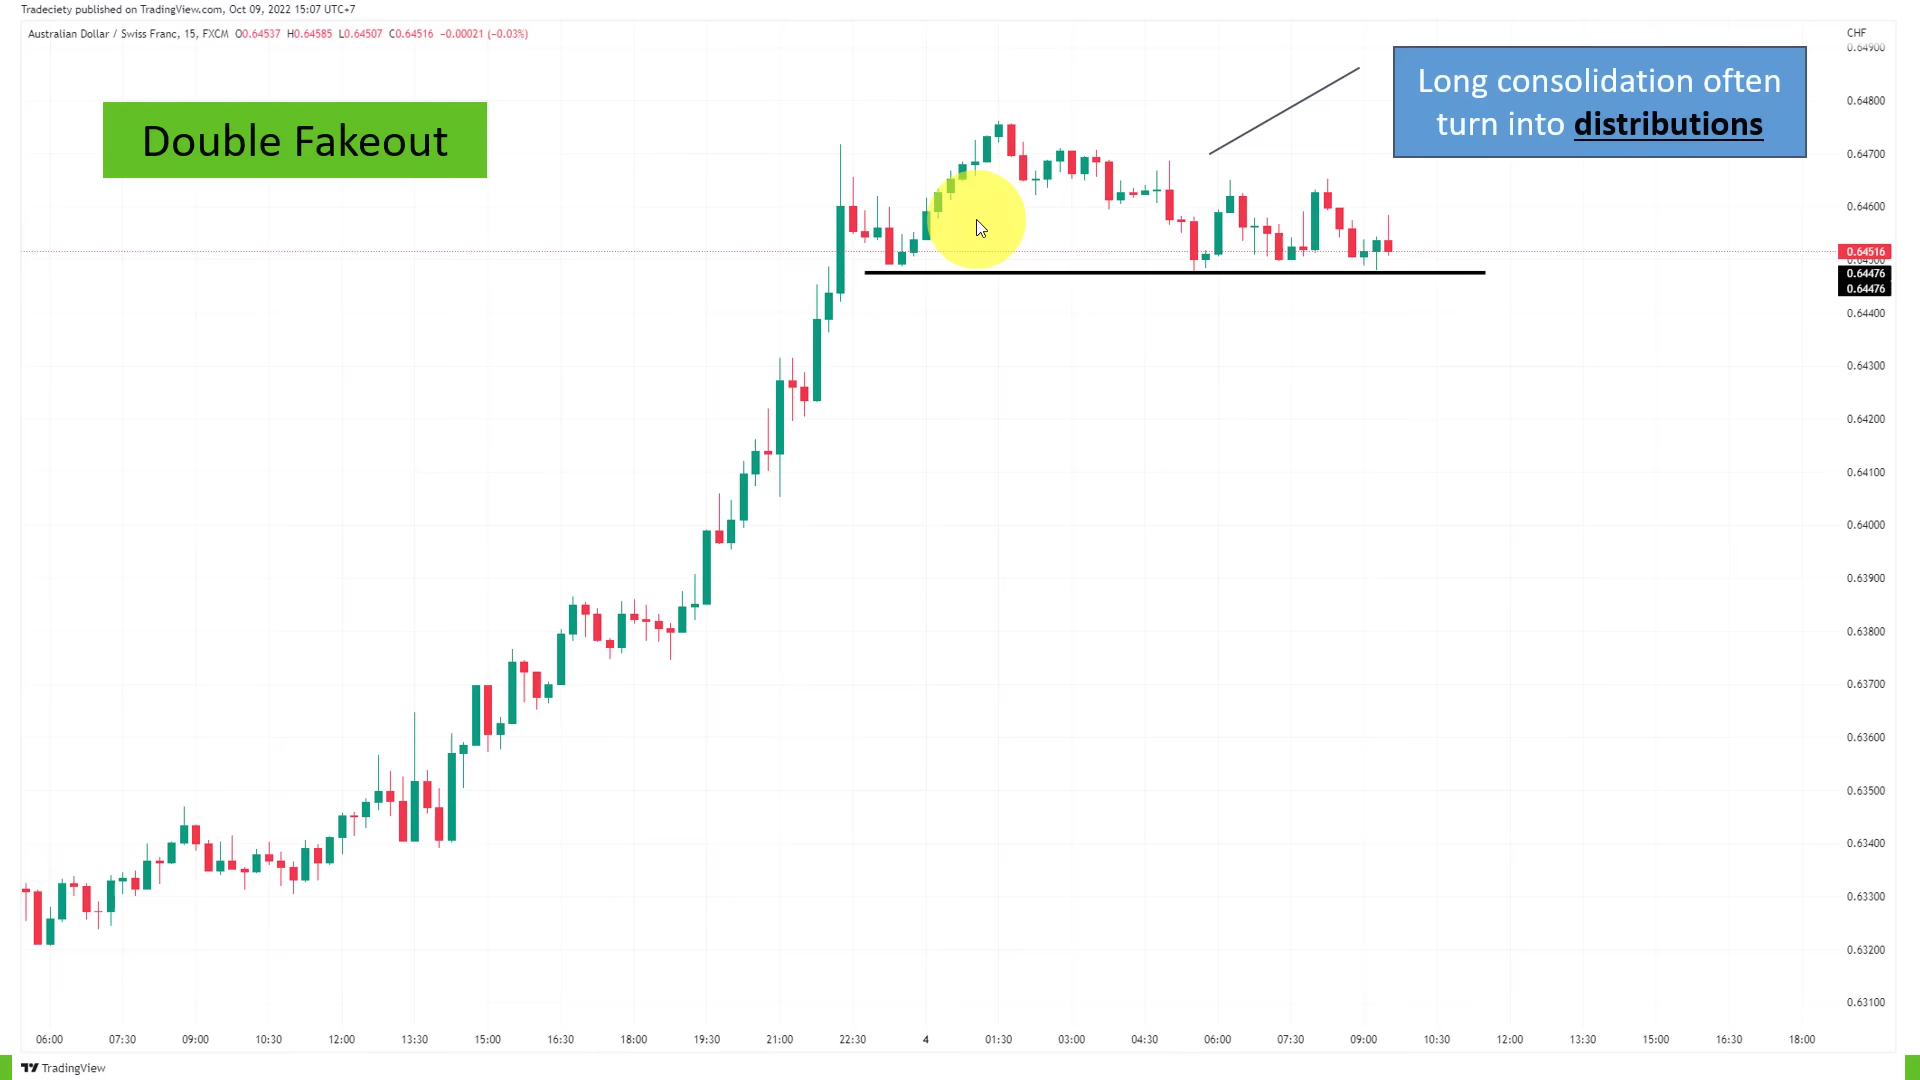 Tradeciety published on TradingView.com, Oct 09, 2022 15:07 UTC+7
Australian Dollar / Swiss Franc, 15, FXCM O0.64537 H0.64585 L0.64507 C0.64516 −0.00021 (−0.03%)
CHF
0.64900
Long consolidation often
turn into distributions
Double Fakeout
0.64800
0.64700
0.64600
0.64516
0.64500
0.64476
0.64476
0.64400
0.64300
0.64200
0.64100
0.64000
0.63900
0.63800
0.63700
0.63600
0.63500
0.63400
0.63300
0.63200
0.63100
06:00 07:30 09:00 10:30 12:00 13:30 15:00 16:30 18:00 19:30 21:00 22:30 4 01:30 03:00 04:30 06:00 07:30 09:00 10:30 12:00 13:30 15:00 16:30 18:00
TradingView